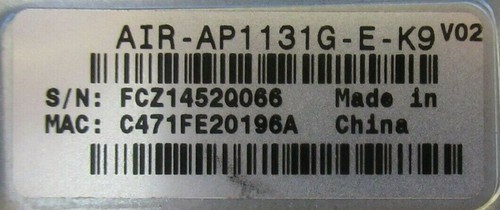 AIR-AP1131G-E-K9 V02
S/N: FCZ1452Q066 Made in
MAC: C471FE20196A China